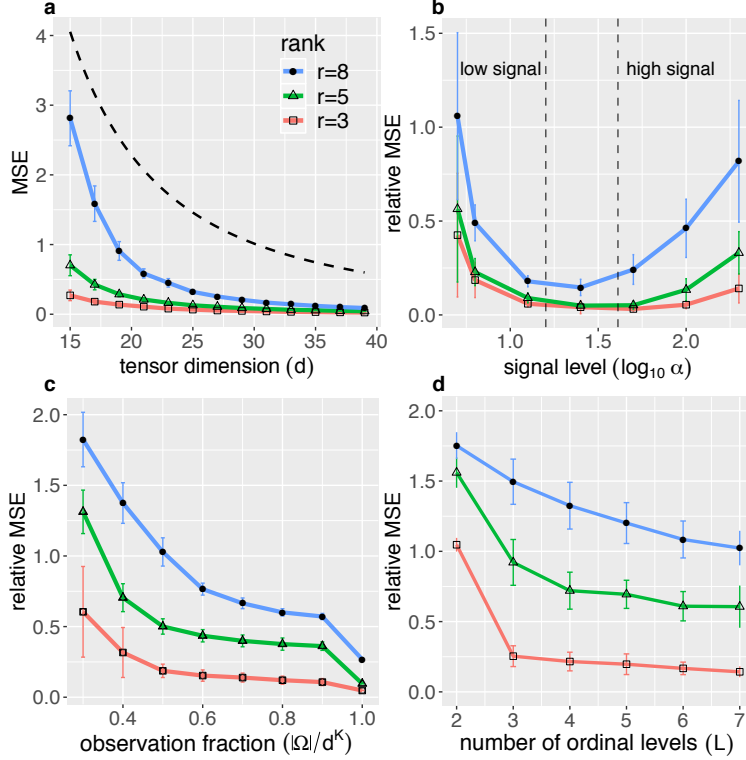 a
rank
r=8
r=5
r=3
MSE
4
3
2
1
0
15
20
25
30
35
40
tensor dimension (d)
b
low signal
high signal
relative MSE
1.5
1.0
0.5
0.0
1.0
1.5
2.0
signal level (log₁₀ α)
c
relative MSE
2.0
1.5
1.0
0.5
0.0
0.4
0.6
0.8
1.0
observation fraction (|Ω|/dᴷ)
d
relative MSE
2.0
1.5
1.0
0.5
0.0
2
3
4
5
6
7
number of ordinal levels (L)